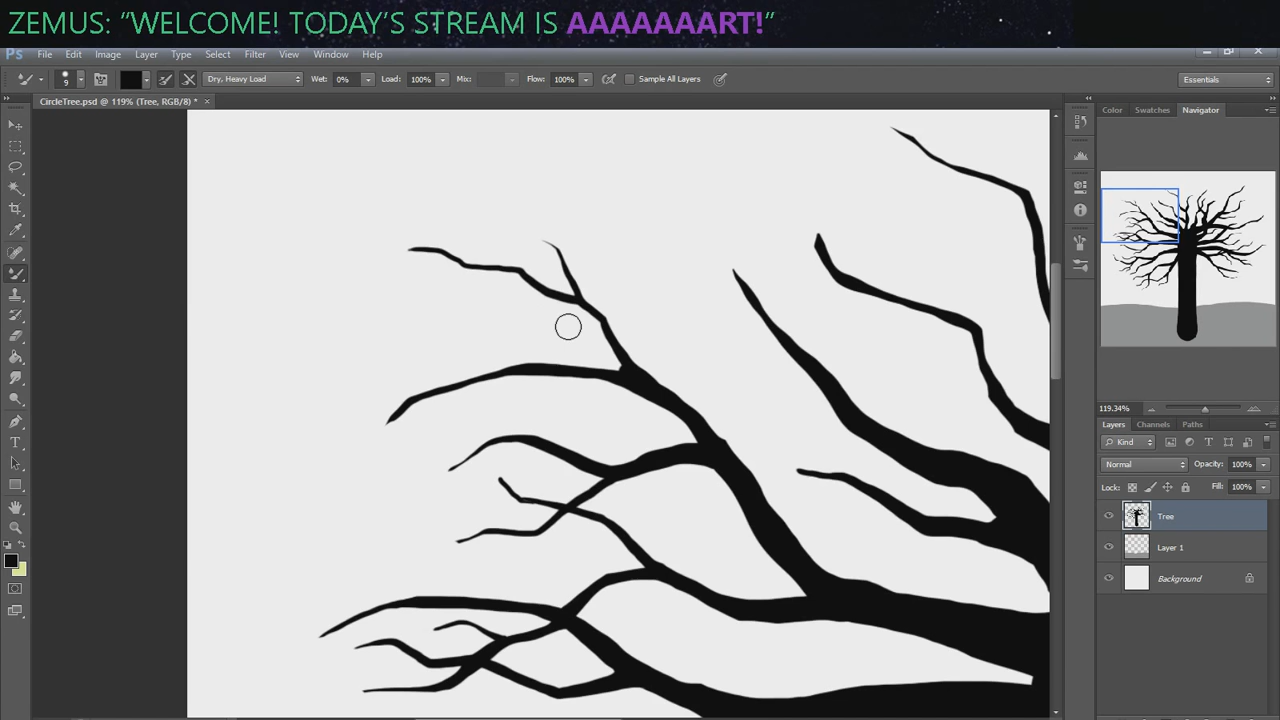 ZEMUS: “WELCOME! TODAY’S STREAM IS AAAAAAART!“
Ps File Edit Image Layer Type Select Filter View Window Help
9 Dry, Heavy Load Wet: 0% Load: 100% Mix: Flow: 100% Sample All Layers Essentials
CircleTree.psd @ 119% (Tree, RGB/8) * ×
Color Swatches Navigator
119.34%
Layers Channels Paths
Kind
Normal Opacity: 100%
Lock: Fill: 100%
Tree
Layer 1
Background